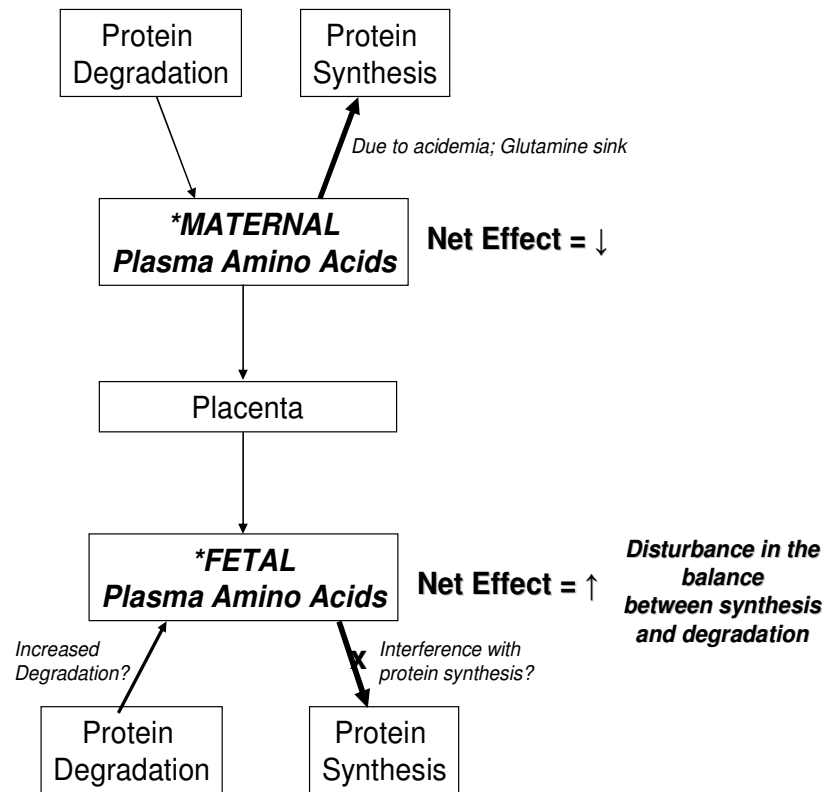 Protein
Degradation
Protein
Synthesis
Due to acidemia; Glutamine sink
*MATERNAL
Plasma Amino Acids
Net Effect = ↓
Placenta
*FETAL
Plasma Amino Acids
Net Effect = ↑
Disturbance in the
balance
between synthesis
and degradation
Increased
Degradation?
X
Interference with
protein synthesis?
Protein
Degradation
Protein
Synthesis